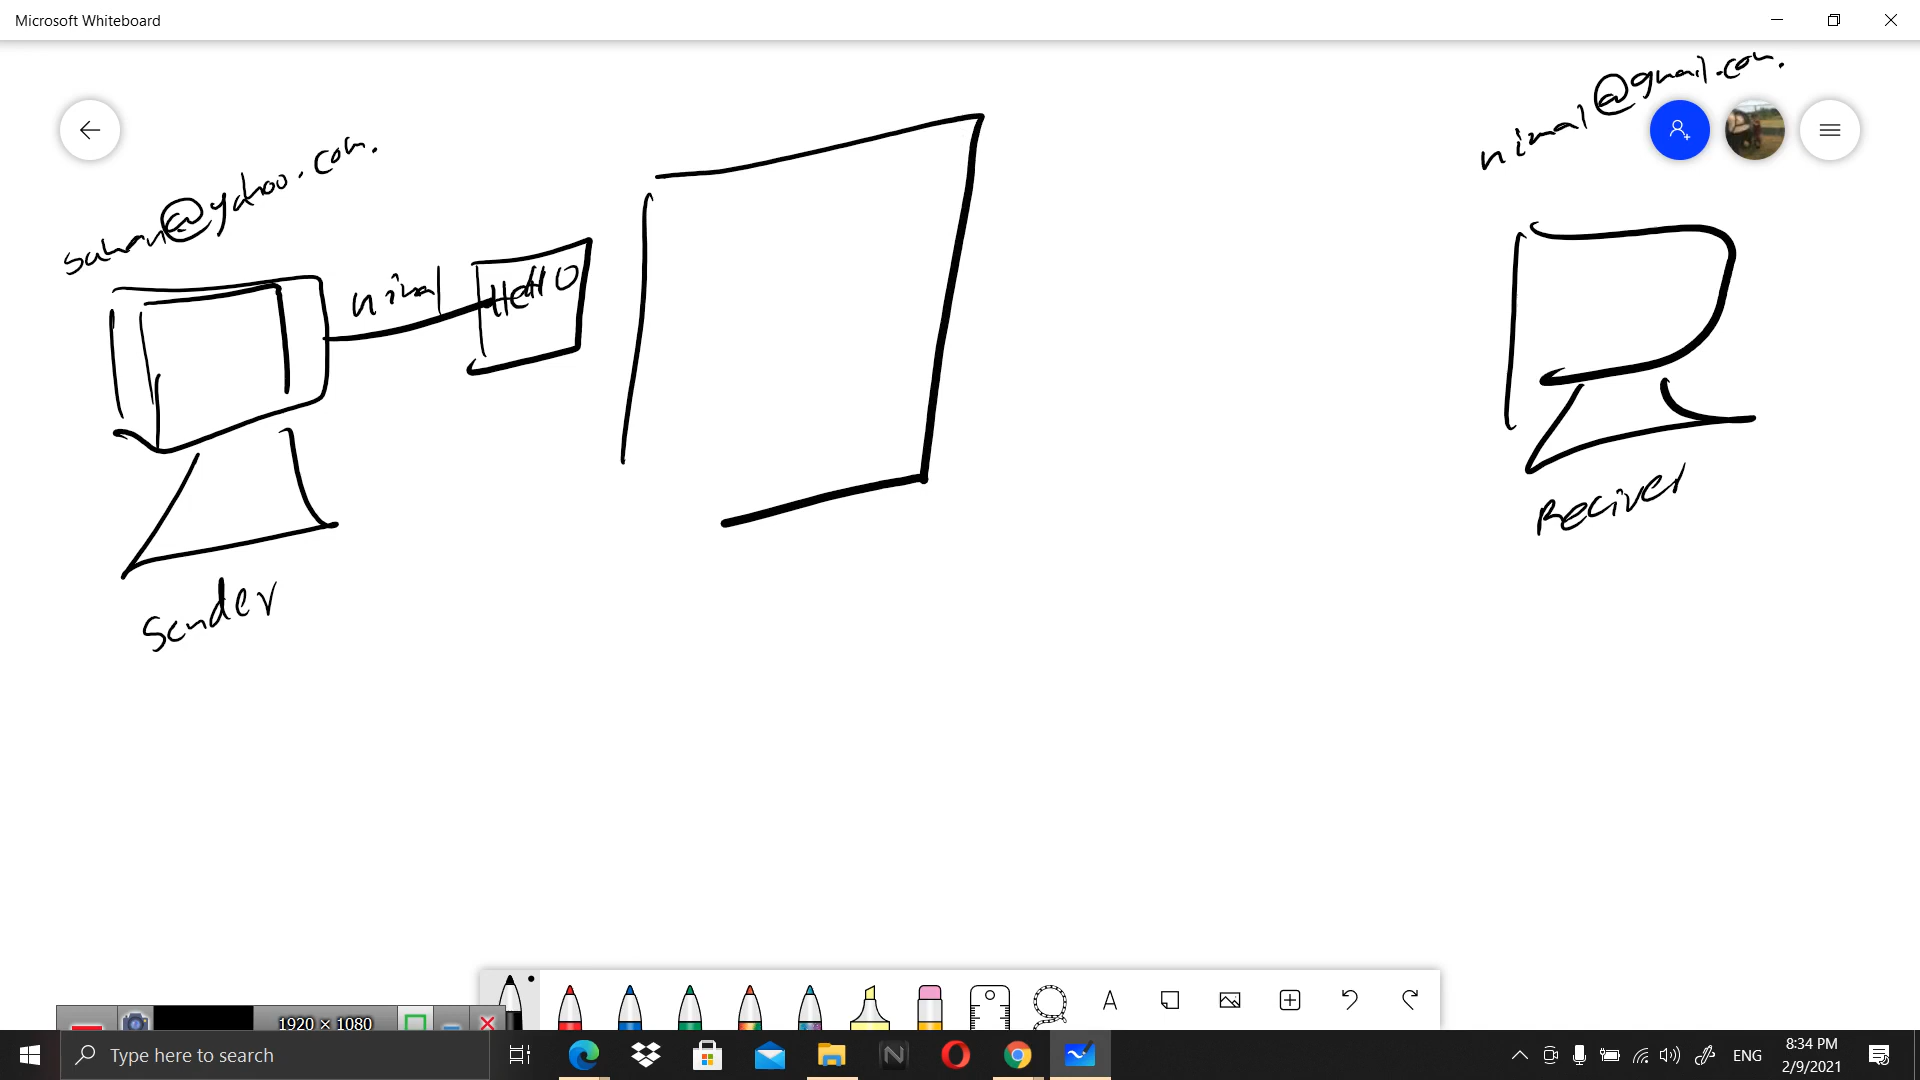 Microsoft Whiteboard
nimal@gmail.com.
sahan@yahoo.com.
nimal
Hello
Reciver
Sender
A
1920 × 1080
Type here to search
N
ENG
8:34 PM
2/9/2021